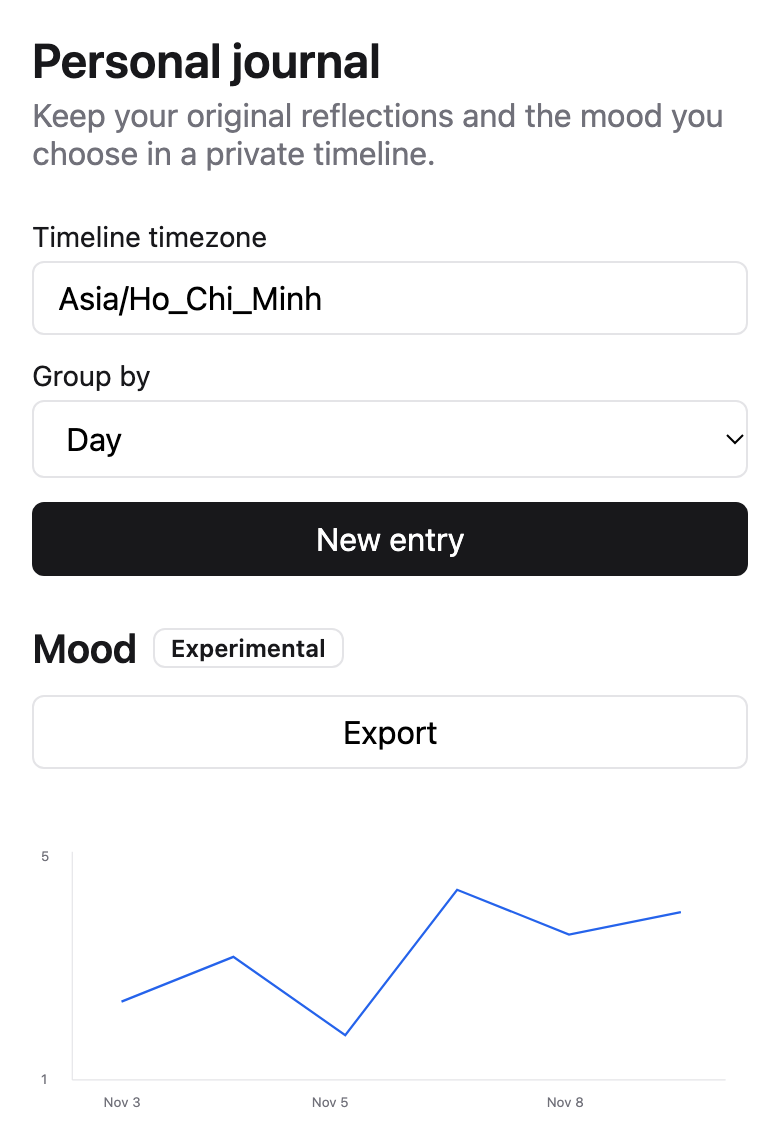 Personal journal
Keep your original reflections and the mood you
choose in a private timeline.
Timeline timezone
Asia/Ho_Chi_Minh
Group by
Day
New entry
Mood
Experimental
Export
5
1
Nov 3
Nov 5
Nov 8